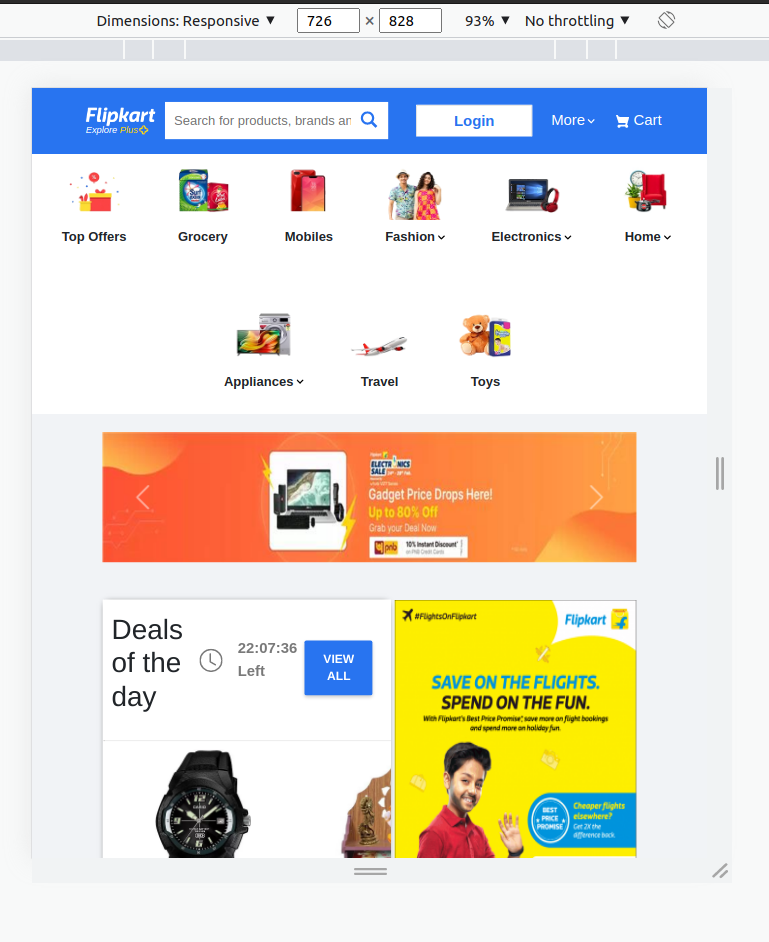 Dimensions: Responsive ▼ 726 × 828 93% ▼ No throttling ▼
Flipkart
Explore Plus
Search for products, brands an
Login
More
Cart
Top Offers
Grocery
Mobiles
Fashion
Electronics
Home
Appliances
Travel
Toys
ELECTRONICS
SALE
Gadget Price Drops Here!
Up to 80% Off
Grab your Deal Now
pnb
10% Instant Discount*
on PNB Credit Cards
Deals
of the
day
22:07:36
Left
VIEW
ALL
#FlightsOnFlipkart
Flipkart
SAVE ON THE FLIGHTS.
SPEND ON THE FUN.
With Flipkart's Best Price Promise*, save more on flight bookings
and spend more on holiday fun.
BEST
PRICE
PROMISE
Cheaper flights
elsewhere?
Get 2X the
difference back.